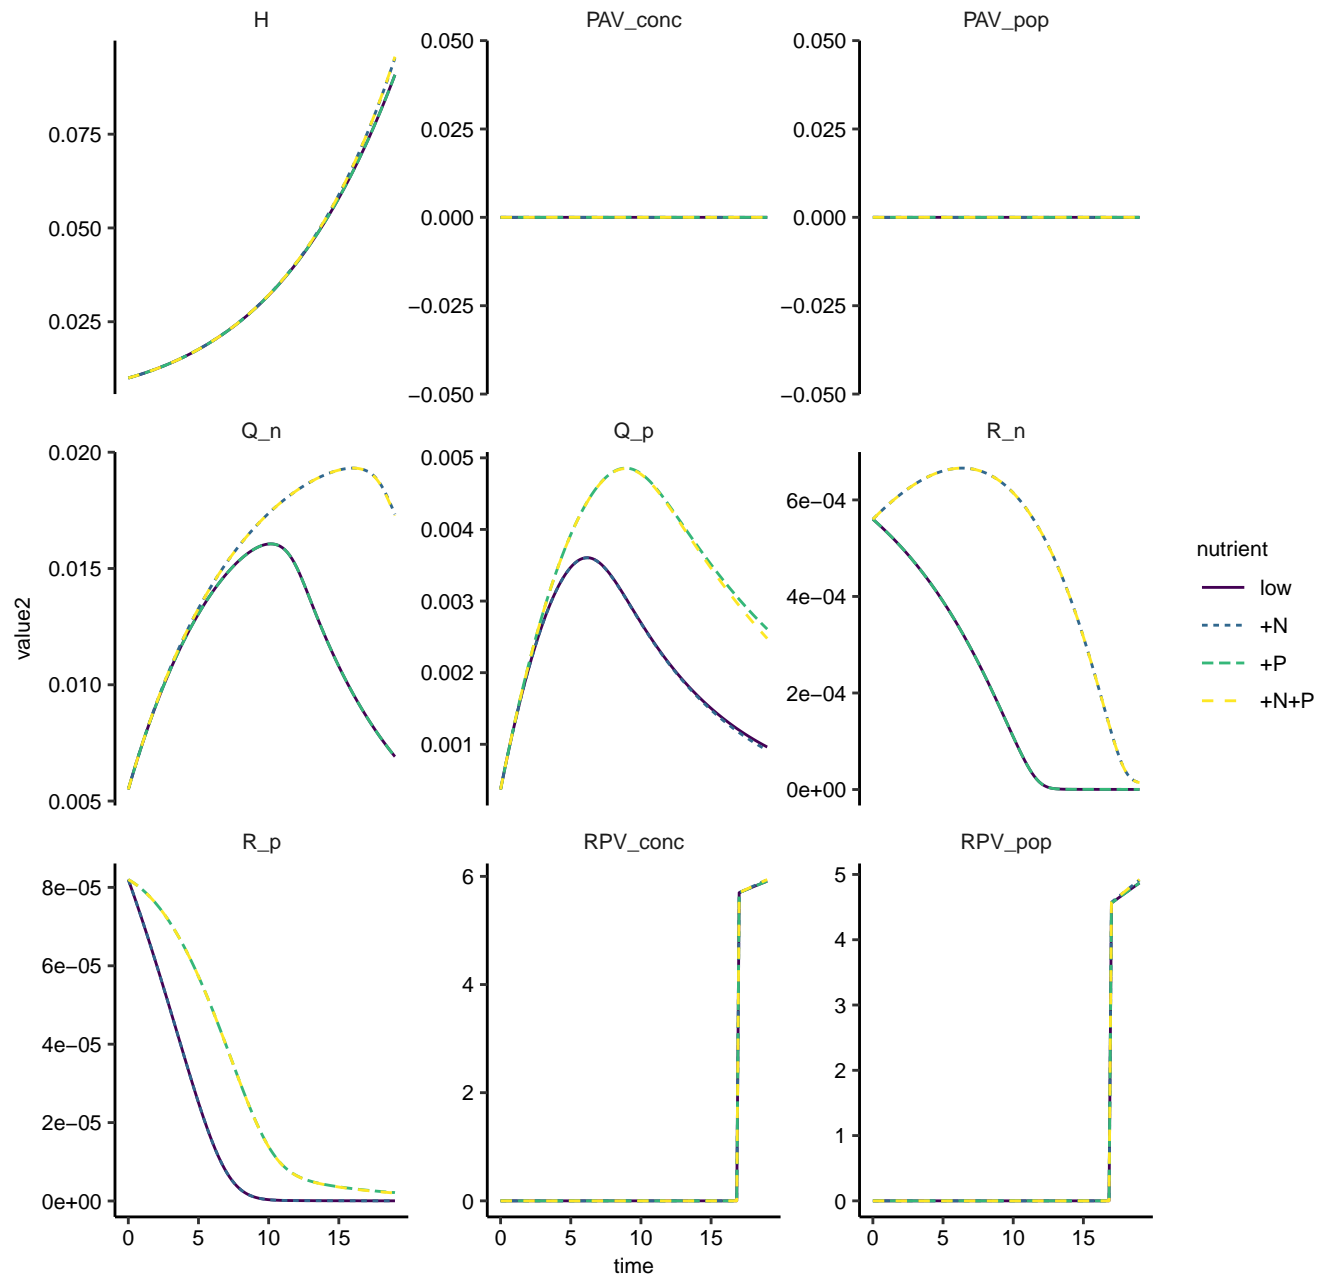 H
PAV_conc
PAV_pop
0.075
0.050
0.025
0.050
0.025
0.000
−0.025
−0.050
0.050
0.025
0.000
−0.025
−0.050
Q_n
Q_p
R_n
0.020
0.015
0.010
0.005
0.005
0.004
0.003
0.002
0.001
6e−04
4e−04
2e−04
0e+00
R_p
RPV_conc
RPV_pop
8e−05
6e−05
4e−05
2e−05
0e+00
6
4
2
0
5
4
3
2
1
0
0 5 10 15
0 5 10 15
0 5 10 15
time
value2
nutrient
low
+N
+P
+N+P